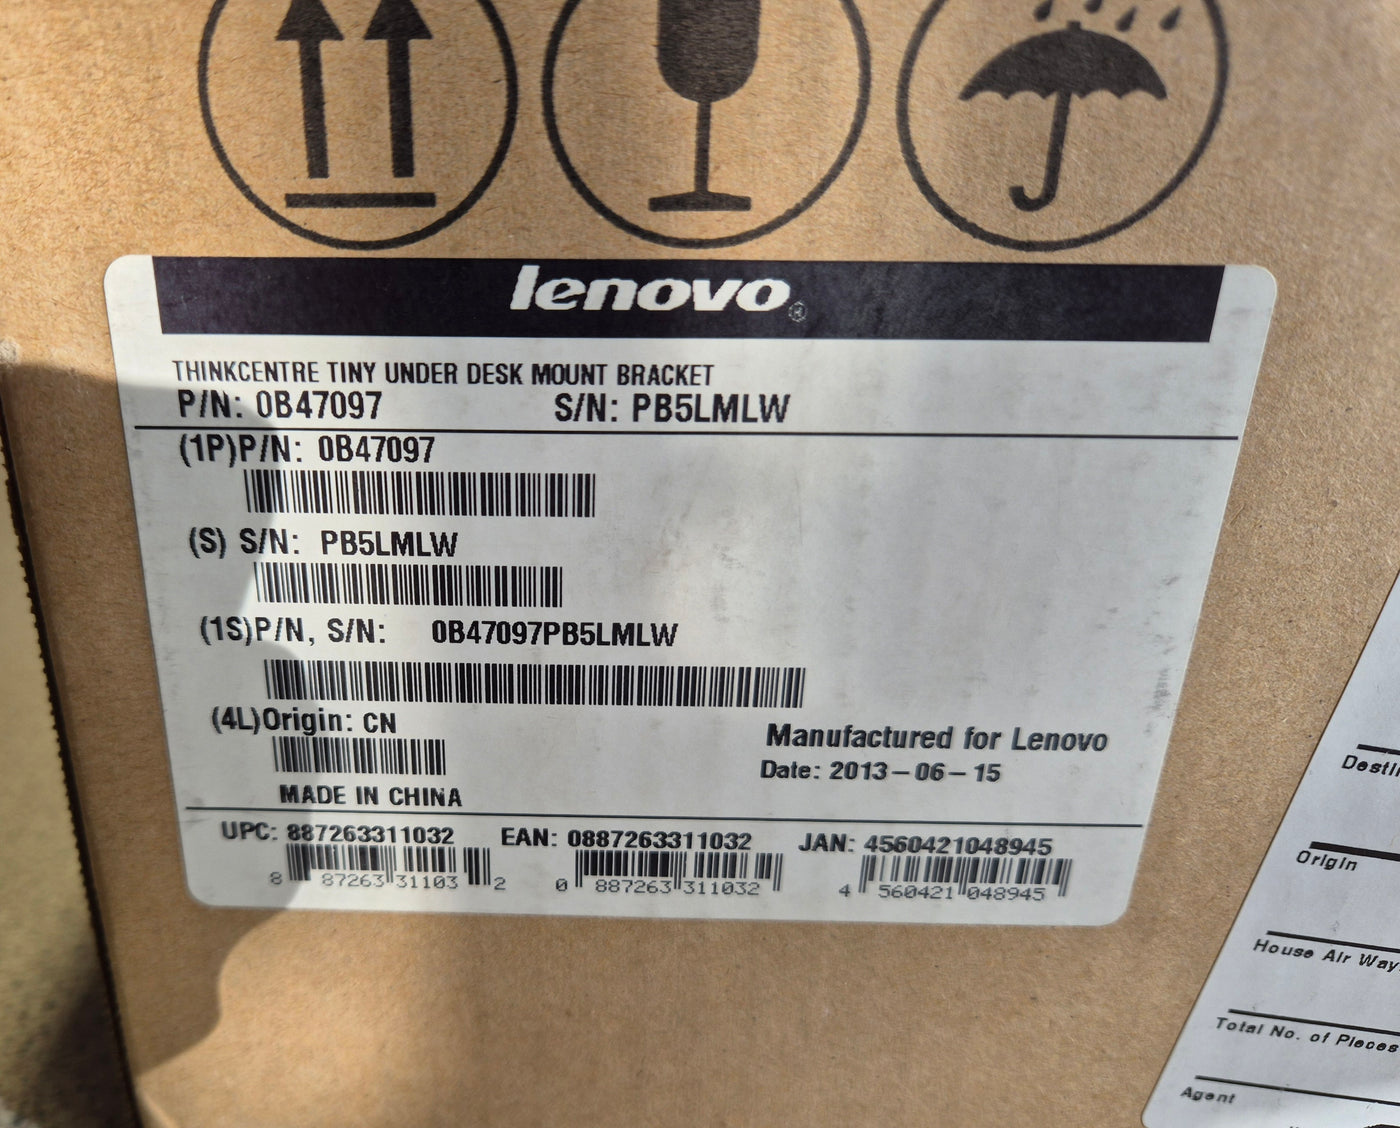 lenovo®
THINKCENTRE TINY UNDER DESK MOUNT BRACKET
P/N: 0B47097 S/N: PB5LMLW
(1P)P/N: 0B47097
(S) S/N: PB5LMLW
(1S)P/N, S/N: 0B47097PB5LMLW
(4L)Origin: CN
MADE IN CHINA
Manufactured for Lenovo
Date: 2013-06-15
UPC: 887263311032 EAN: 0887263311032 JAN: 4560421048945
8 87263 31103 2 0 887263 311032 4 560421 048945
Origin
House Air Way
Total No. of Pieces
Agent